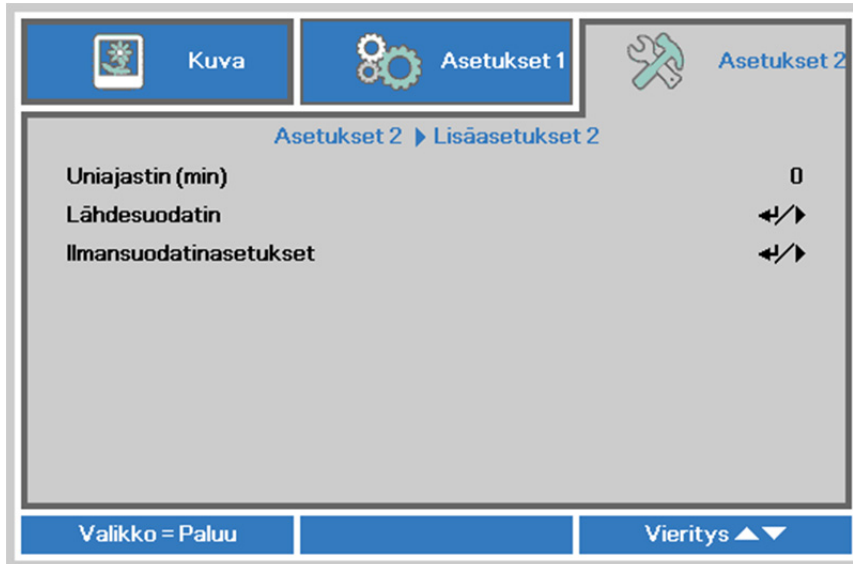 Kuva
Asetukset 1
Asetukset 2
Asetukset 2 ▶ Lisäasetukset 2
Uniajastin (min) 0
Lähdesuodatin ↵/▶
Ilmansuodatinasetukset ↵/▶
Valikko = Paluu
Vieritys ▲▼